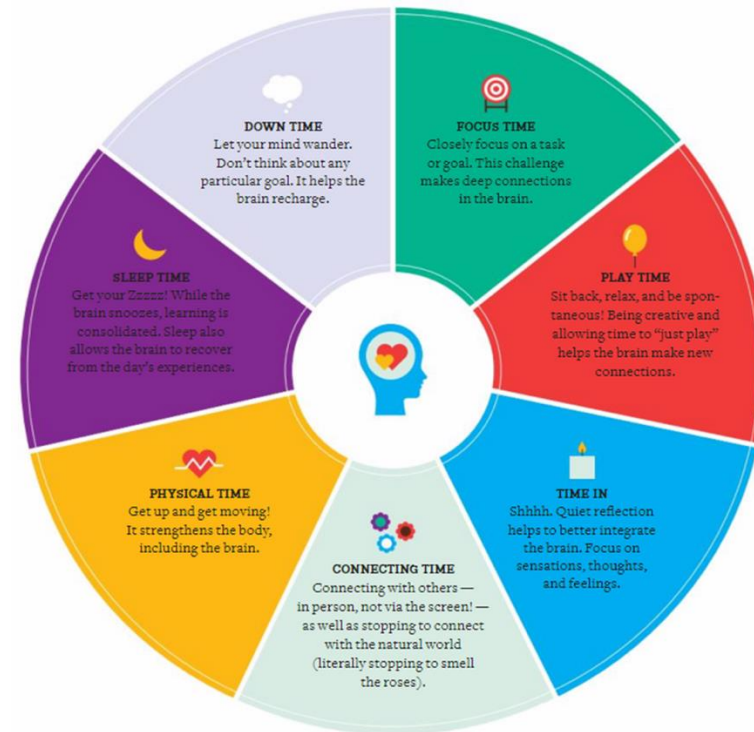 DOWN TIME
Let your mind wander.
Don't think about any
particular goal. It helps the
brain recharge.
FOCUS TIME
Closely focus on a task
or goal. This challenge
makes deep connections
in the brain.
PLAY TIME
Sit back, relax, and be spon-
taneous! Being creative and
allowing time to “just play”
helps the brain make new
connections.
TIME IN
Shhhh. Quiet reflection
helps to better integrate
the brain. Focus on
sensations, thoughts,
and feelings.
CONNECTING TIME
Connecting with others —
in person, not via the screen! —
as well as stopping to connect
with the natural world
(literally stopping to smell
the roses).
PHYSICAL TIME
Get up and get moving!
It strengthens the body,
including the brain.
SLEEP TIME
Get your Zzzzz! While the
brain snoozes, learning is
consolidated. Sleep also
allows the brain to recover
from the day's experiences.